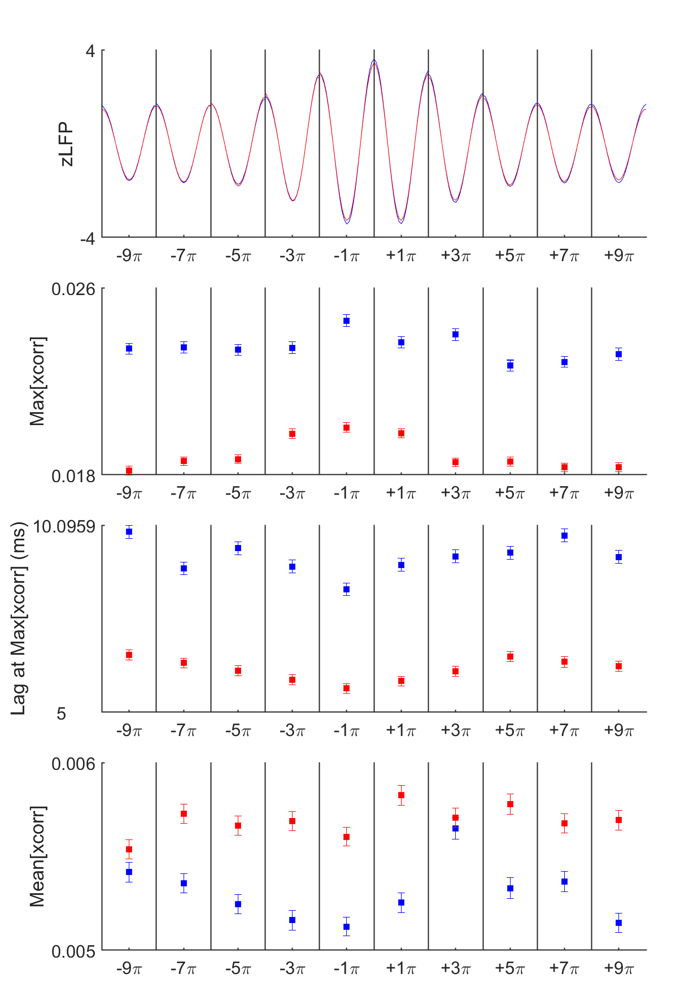 4
zLFP
-4
-9π -7π -5π -3π -1π +1π +3π +5π +7π +9π
0.026
Max[xcorr]
0.018
-9π -7π -5π -3π -1π +1π +3π +5π +7π +9π
10.0959
Lag at Max[xcorr] (ms)
5
-9π -7π -5π -3π -1π +1π +3π +5π +7π +9π
0.006
Mean[xcorr]
0.005
-9π -7π -5π -3π -1π +1π +3π +5π +7π +9π